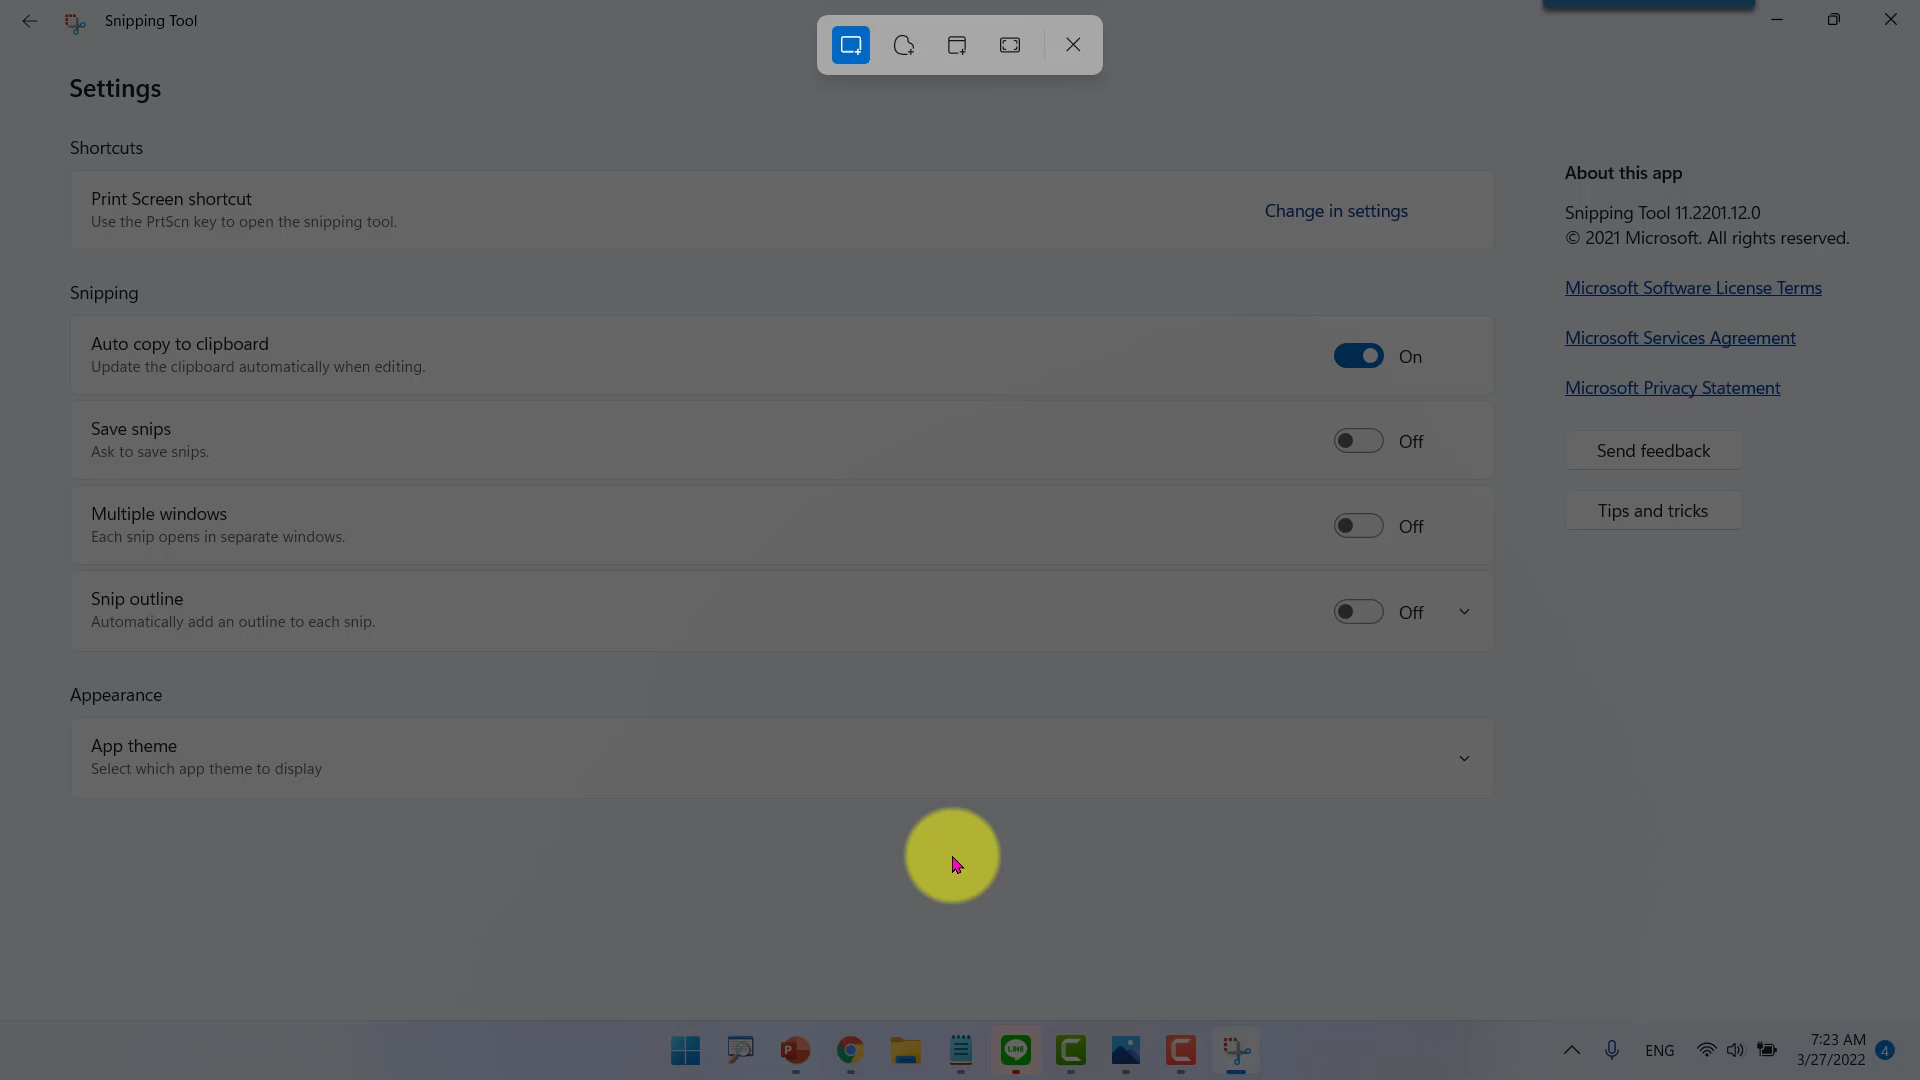 Snipping Tool
Settings
Shortcuts
Print Screen shortcut
Use the PrtScn key to open the snipping tool.
Change in settings
Snipping
Auto copy to clipboard
Update the clipboard automatically when editing.
On
Save snips
Ask to save snips.
Off
Multiple windows
Each snip opens in separate windows.
Off
Snip outline
Automatically add an outline to each snip.
Off
Appearance
App theme
Select which app theme to display
About this app
Snipping Tool 11.2201.12.0
© 2021 Microsoft. All rights reserved.
Microsoft Software License Terms
Microsoft Services Agreement
Microsoft Privacy Statement
Send feedback
Tips and tricks
P
LINE
C
C
ENG
7:23 AM
3/27/2022
4